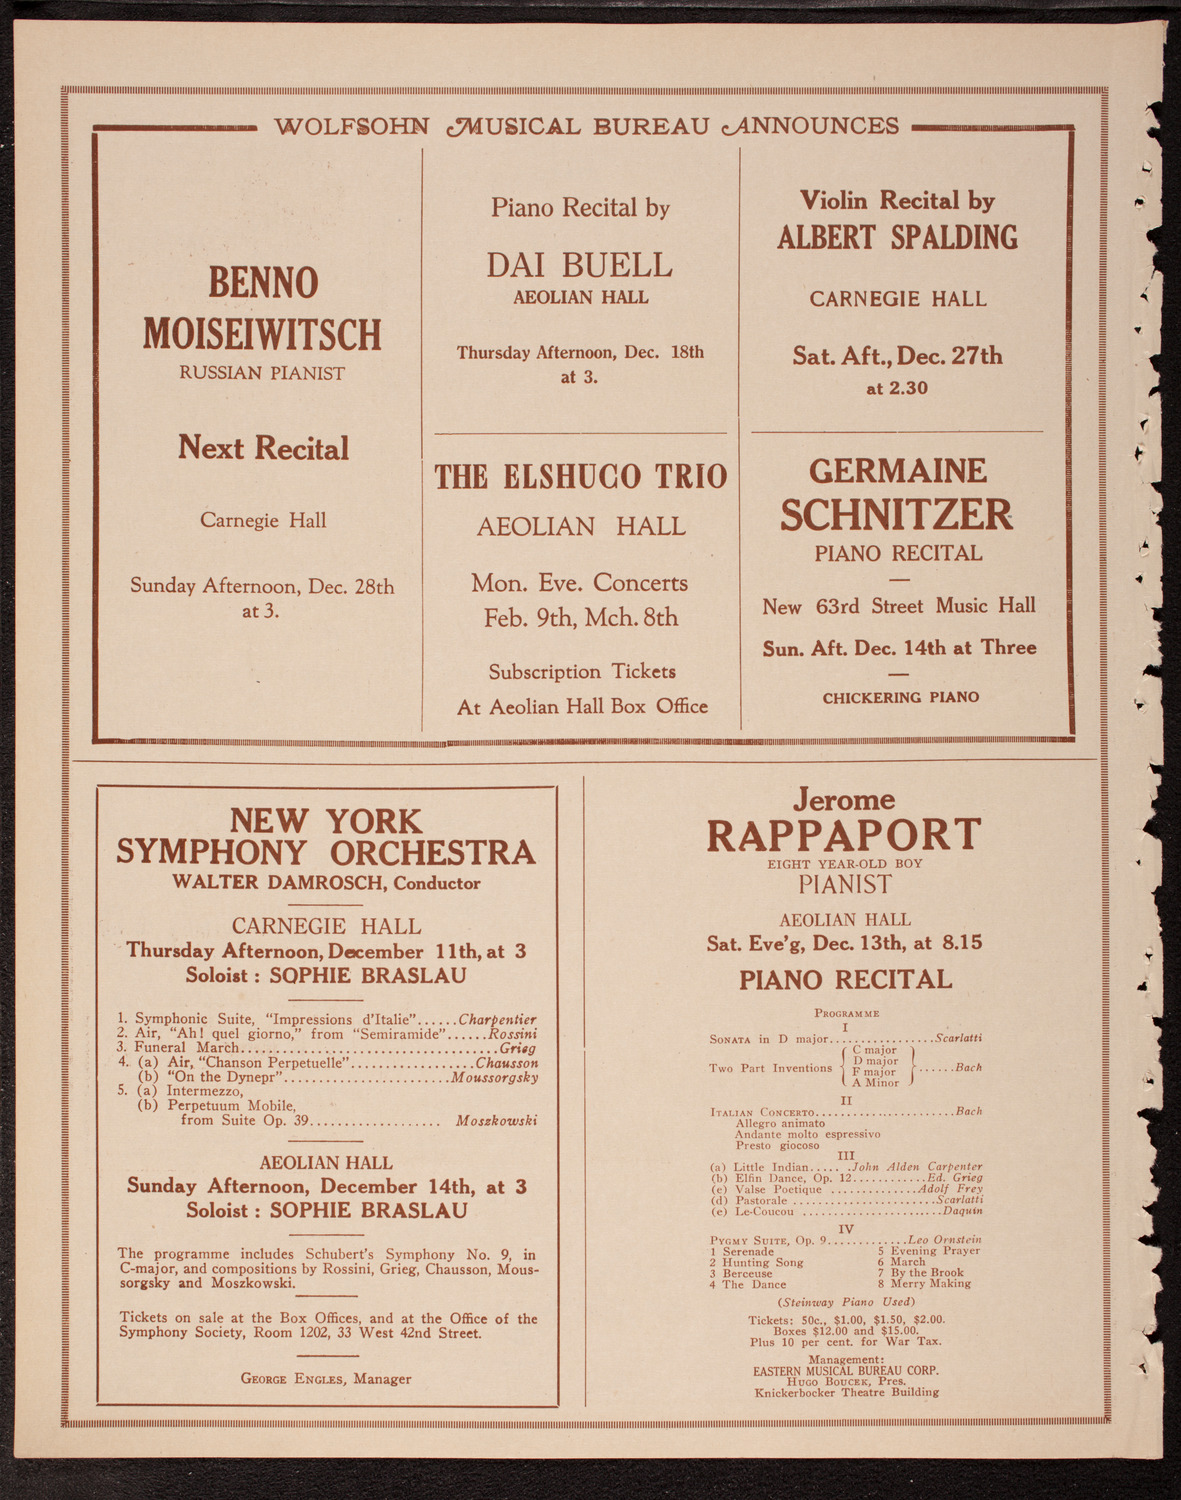 WOLFSOHN MUSICAL BUREAU ANNOUNCES
BENNO
MOISEIWITSCH
RUSSIAN PIANIST
Next Recital
Carnegie Hall
Sunday Afternoon, Dec. 28th
at 3.
Piano Recital by
DAI BUELL
AEOLIAN HALL
Thursday Afternoon, Dec. 18th
at 3.
THE ELSHUCO TRIO
AEOLIAN HALL
Mon. Eve. Concerts
Feb. 9th, Mch. 8th
Subscription Tickets
At Aeolian Hall Box Office
Violin Recital by
ALBERT SPALDING
CARNEGIE HALL
Sat. Aft., Dec. 27th
at 2.30
GERMAINE
SCHNITZER
PIANO RECITAL
New 63rd Street Music Hall
Sun. Aft. Dec. 14th at Three
CHICKERING PIANO
NEW YORK
SYMPHONY ORCHESTRA
WALTER DAMROSCH, Conductor
CARNEGIE HALL
Thursday Afternoon, December 11th, at 3
Soloist : SOPHIE BRASLAU
1. Symphonic Suite, "Impressions d'Italie"......Charpentier
2. Air, "Ah! quel giorno," from "Semiramide"......Rossini
3. Funeral March......................................Grieg
4. (a) Air, "Chanson Perpetuelle"..................Chausson
(b) "On the Dynepr"........................Moussorgsky
5. (a) Intermezzo,
(b) Perpetuum Mobile,
from Suite Op. 39.................. Moszkowski
AEOLIAN HALL
Sunday Afternoon, December 14th, at 3
Soloist : SOPHIE BRASLAU
The programme includes Schubert's Symphony No. 9, in
C-major, and compositions by Rossini, Grieg, Chausson, Mous-
sorgsky and Moszkowski.
Tickets on sale at the Box Offices, and at the Office of the
Symphony Society, Room 1202, 33 West 42nd Street.
GEORGE ENGLES, Manager
Jerome
RAPPAPORT
EIGHT YEAR-OLD BOY
PIANIST
AEOLIAN HALL
Sat. Eve'g, Dec. 13th, at 8.15
PIANO RECITAL
PROGRAMME
I
SONATA in D major................Scarlatti
Two Part Inventions { C major
D major
F major
A Minor } ......Bach
II
ITALIAN CONCERTO......................Bach
Allegro animato
Andante molto espressivo
Presto giocoso
III
(a) Little Indian..... .John Alden Carpenter
(b) Elfin Dance, Op. 12...........Ed. Grieg
(c) Valse Poetique .............Adolf Frey
(d) Pastorale ......................Scarlatti
(e) Le-Coucou ......................Daquin
IV
PYGMY SUITE, Op. 9............Leo Ornstein
1 Serenade
2 Hunting Song
3 Berceuse
4 The Dance
5 Evening Prayer
6 March
7 By the Brook
8 Merry Making
(Steinway Piano Used)
Tickets: 50c., $1.00, $1.50, $2.00.
Boxes $12.00 and $15.00.
Plus 10 per cent. for War Tax.
Management:
EASTERN MUSICAL BUREAU CORP.
HUGO BOUCEK, Pres.
Knickerbocker Theatre Building